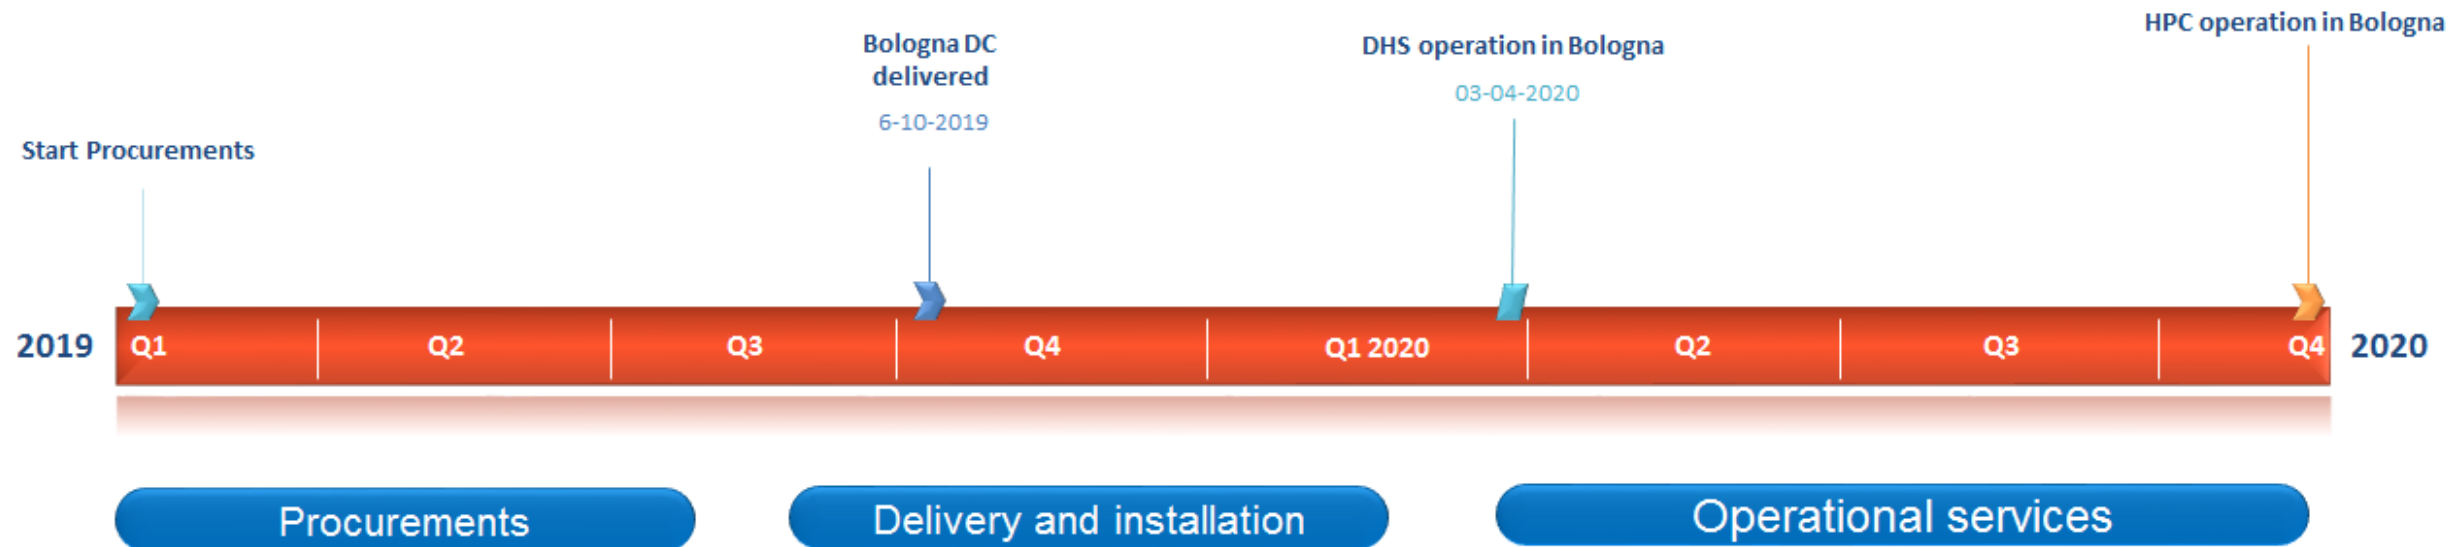 HPC operation in Bologna
Bologna DC
delivered
6-10-2019
DHS operation in Bologna
03-04-2020
Start Procurements
2019
Q1
Q2
Q3
Q4
Q1 2020
Q2
Q3
Q4
2020
Procurements
Delivery and installation
Operational services